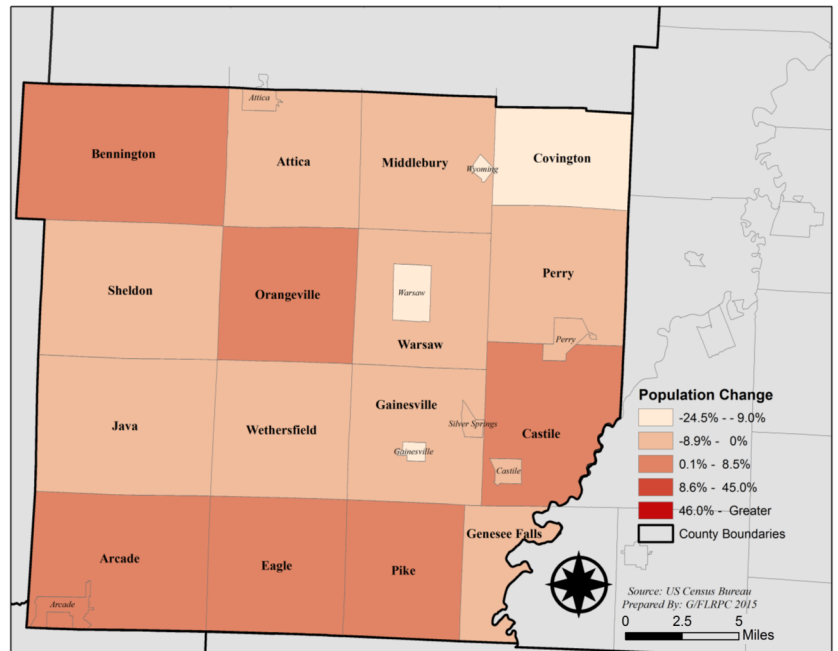 Attica
Bennington
Attica
Middlebury
Wyoming
Covington
Sheldon
Orangeville
Warsaw
Warsaw
Perry
Perry
Java
Wethersfield
Gainesville
Silver Springs
Gainesville
Castile
Castile
Arcade
Arcade
Eagle
Pike
Genesee Falls
Population Change
-24.5% - - 9.0%
-8.9% - 0%
0.1% - 8.5%
8.6% - 45.0%
46.0% - Greater
County Boundaries
Source: US Census Bureau
Prepared By: G/FLRPC 2015
0 2.5 5
Miles